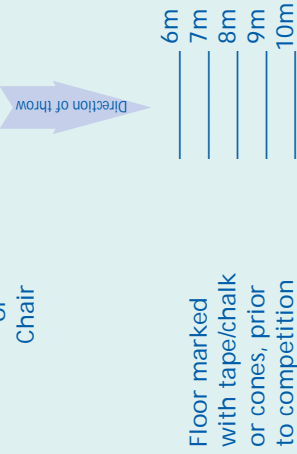 Chair
Direction of throw
6m
7m
8m
9m
10m
Floor marked
with tape/chalk
or cones, prior
to competition